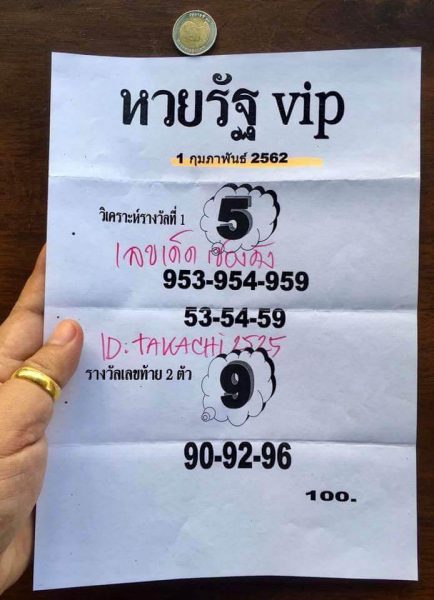 หวยรัฐ vip
1 กุมภาพันธ์ 2562
วิเคราะห์รางวัลที่ 1 5
เลขเด็ด
953-954-959
53-54-59
ID: TAKACHI2525
รางวัลเลขท้าย 2 ตัว 9
90-92-96
100.